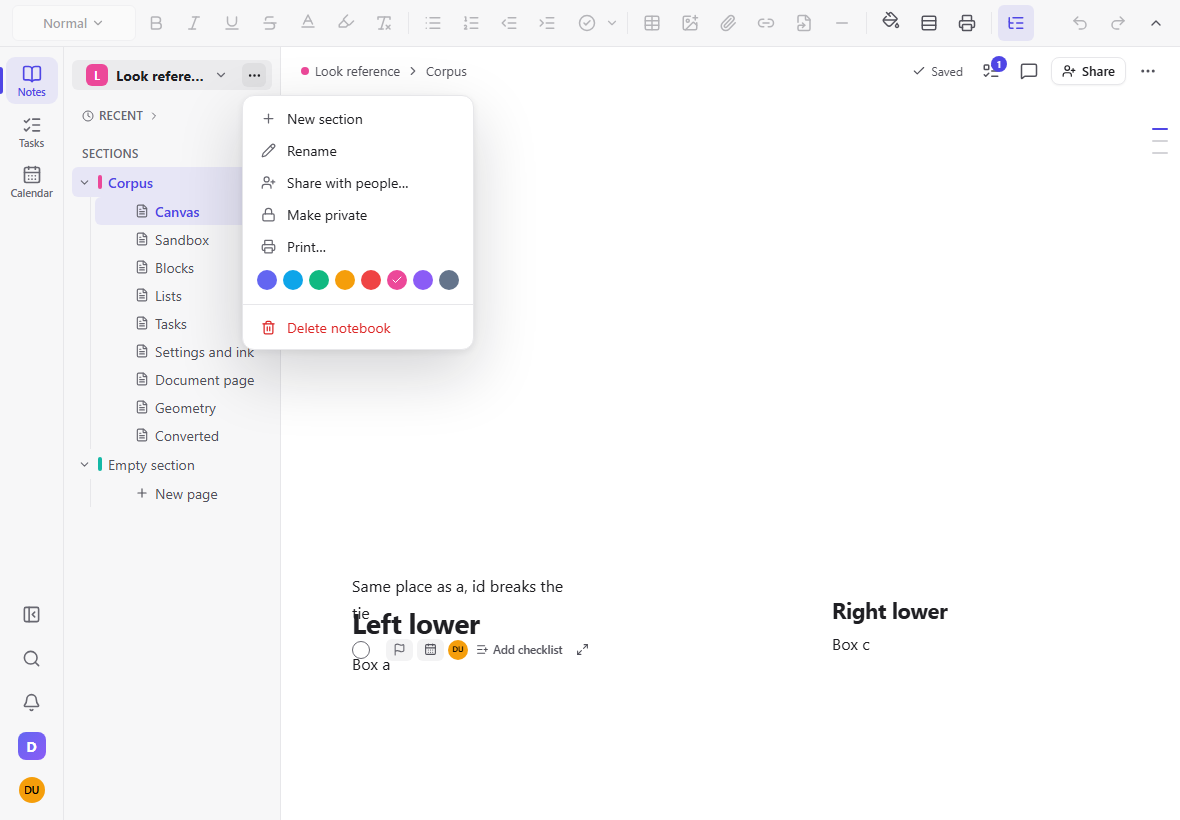 Normal
Notes
Tasks
Calendar
L Look refere...
RECENT
SECTIONS
Corpus
Canvas
Sandbox
Blocks
Lists
Tasks
Settings and ink
Document page
Geometry
Converted
Empty section
New page
D
DU
New section
Rename
Share with people...
Make private
Print...
Delete notebook
Look reference > Corpus
Saved
1
Share
Same place as a, id breaks the
tie
Left lower
DU Add checklist
Box a
Right lower
Box c